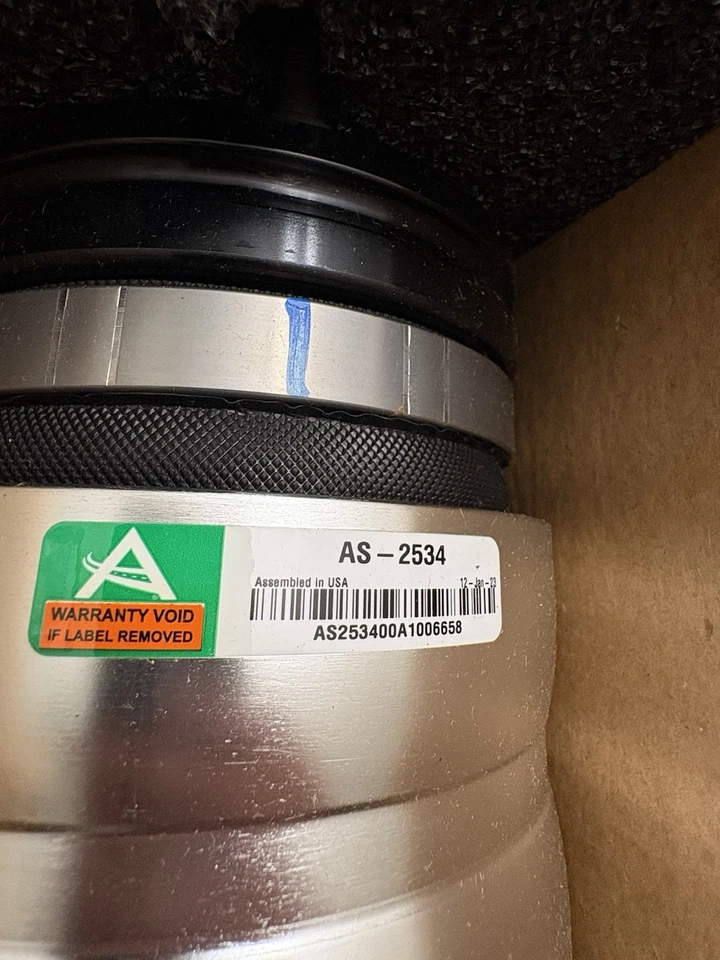 AS-2534
Assembled in USA 12-Jan-23
A
WARRANTY VOID
IF LABEL REMOVED
AS253400A1006658